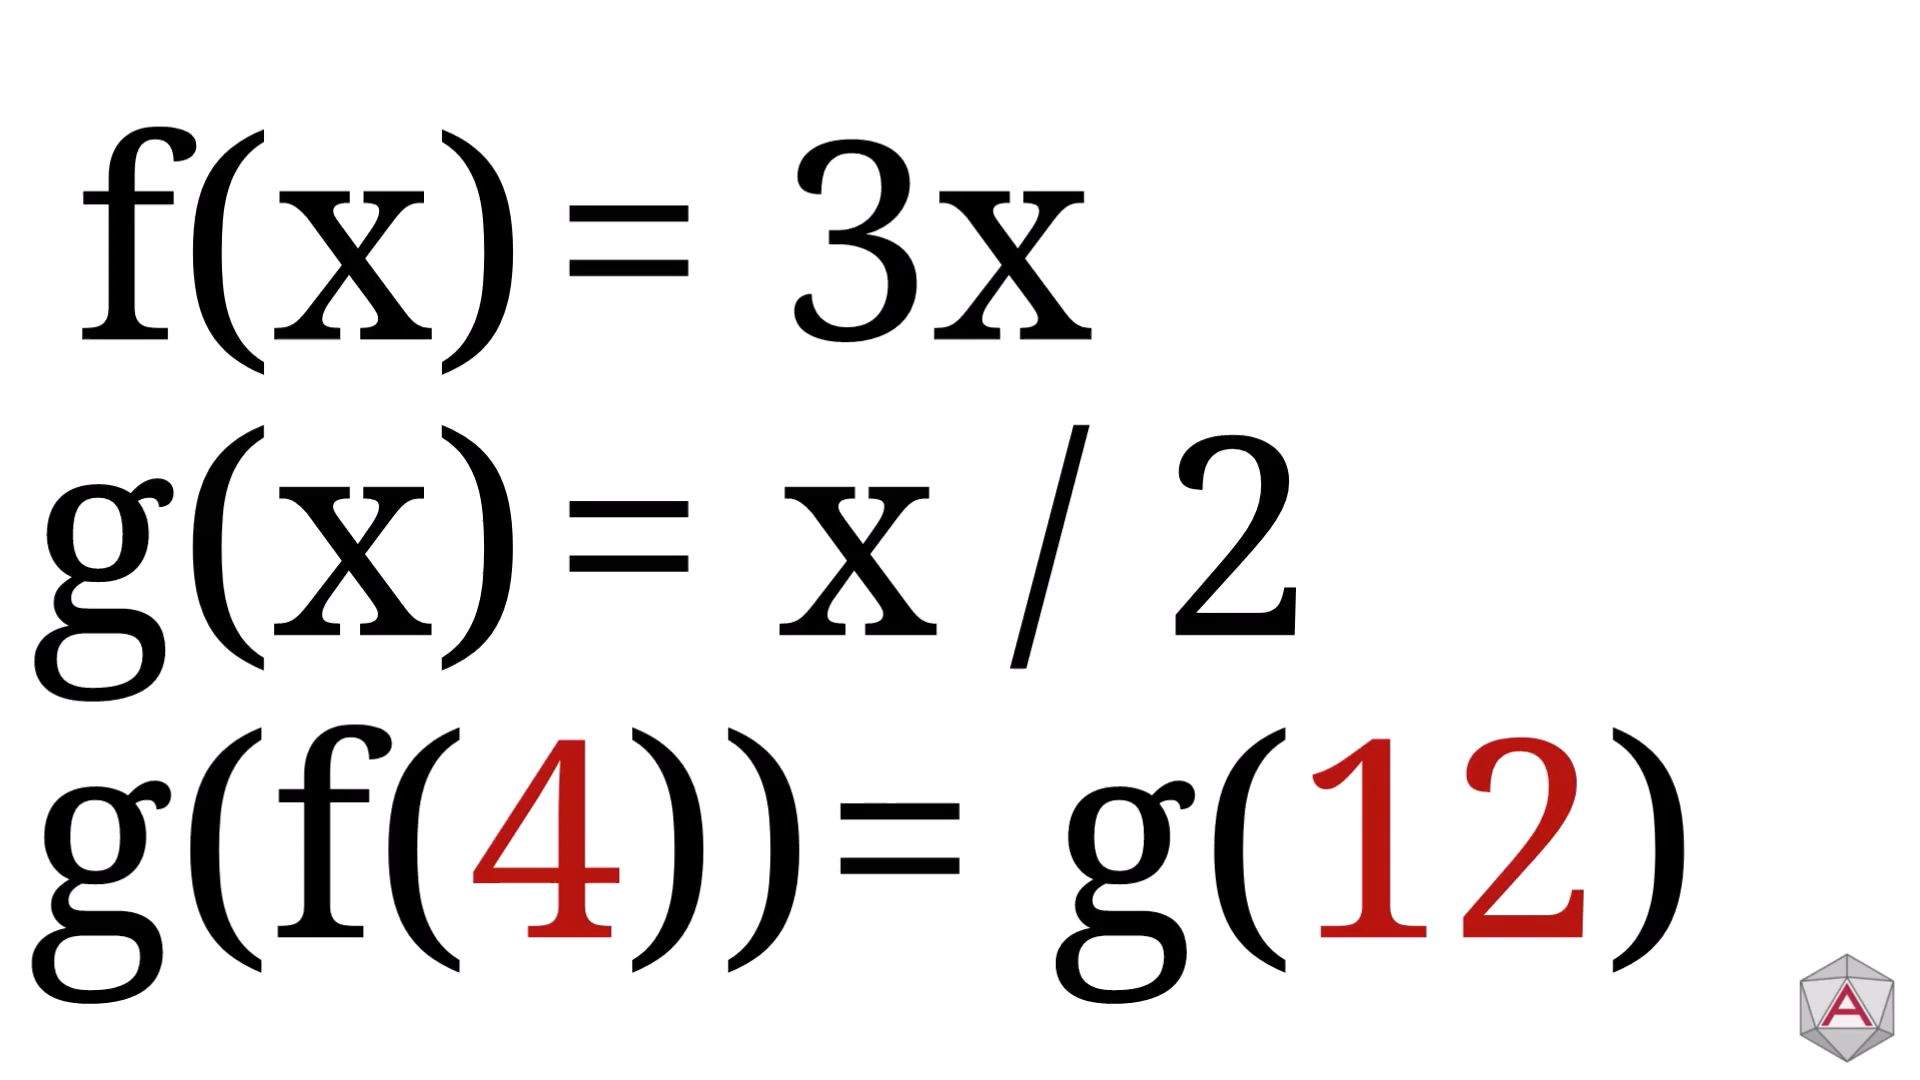 f(x) = 3x
g(x) = x / 2
g(f(4)) = g(12)
A